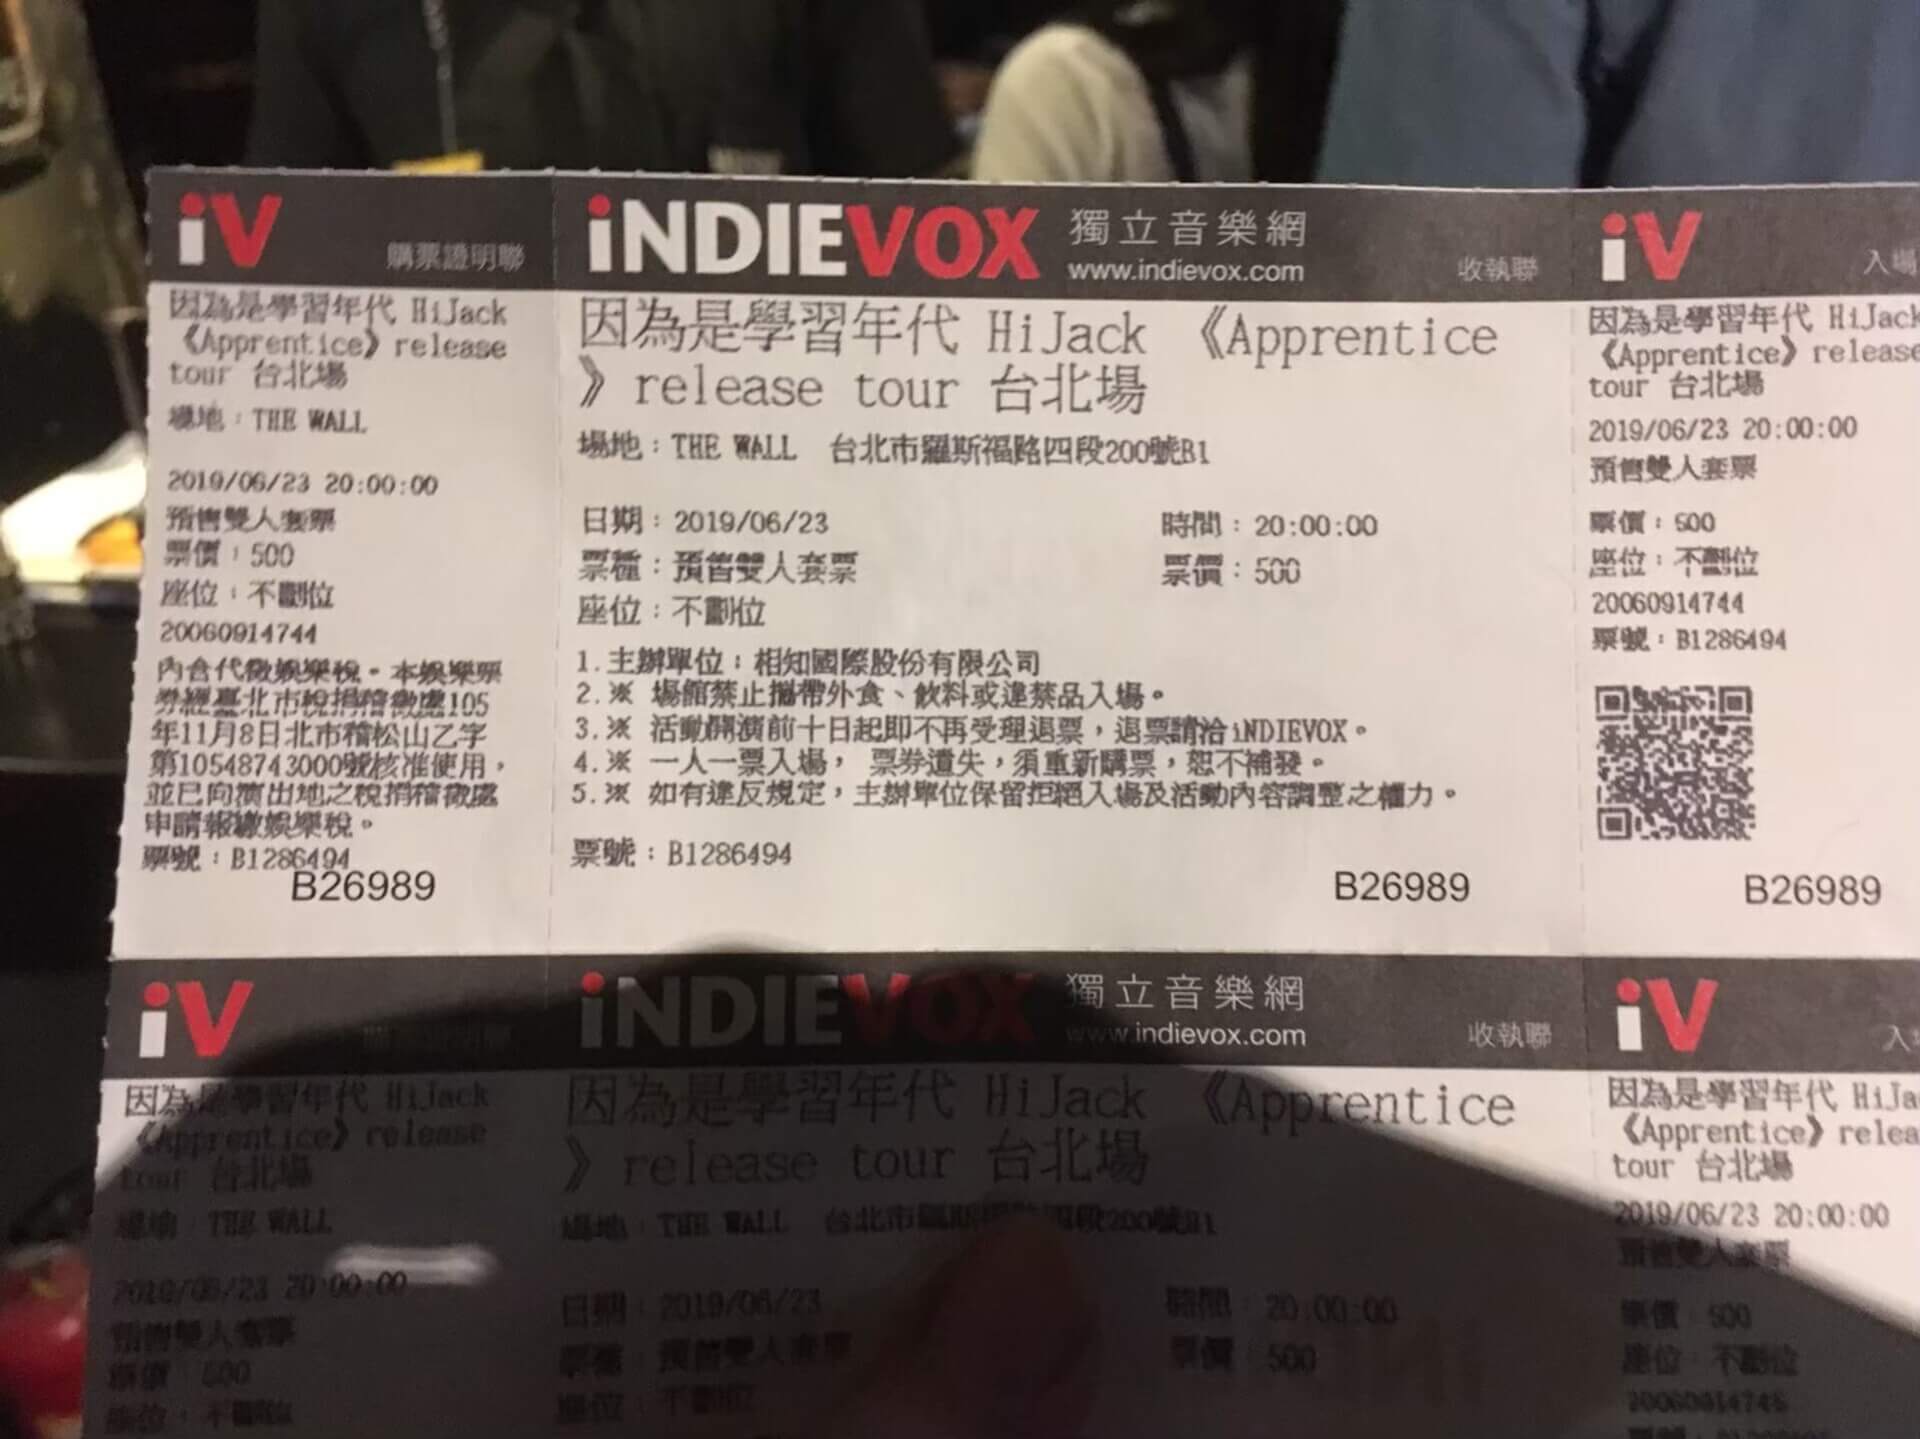 iV 購票證明聯
因為是學習年代 HiJack
《Apprentice》release
tour 台北場
場地：THE WALL
2019/06/23 20:00:00
預售雙人套票
票價：500
座位：不劃位
20060914744
內含代徵娛樂稅。本娛樂票
券經臺北市稅捐稽徵處105
年11月8日北市稽松山乙字
第10548743000號核准使用，
並已向演出地之稅捐稽徵處
申請報繳娛樂稅。
票號：B1286494
B26989
iNDIEVOX 獨立音樂網
www.indievox.com
收執聯
因為是學習年代 HiJack 《Apprentice
》release tour 台北場
場地：THE WALL 台北市羅斯福路四段200號B1
日期：2019/06/23 時間：20:00:00
票種：預售雙人套票 票價：500
座位：不劃位
1.主辦單位：相知國際股份有限公司
2.※ 場館禁止攜帶外食、飲料或違禁品入場。
3.※ 活動開演前十日起即不再受理退票，退票請洽iNDIEVOX。
4.※ 一人一票入場， 票券遺失，須重新購票，恕不補發。
5.※ 如有違反規定，主辦單位保留拒絕入場及活動內容調整之權力。
票號：B1286494
B26989
iV 入場
因為是學習年代 HiJack
《Apprentice》release
tour 台北場
2019/06/23 20:00:00
預售雙人套票
票價：500
座位：不劃位
20060914744
票號：B1286494
B26989
iV
因為是學習年代 HiJack
《Apprentice》release
tour 台北場
場地：THE WALL
2019/06/23 20:00:00
預售雙人套票
票價：500
座位：不劃位
iNDIEVOX 獨立音樂網
www.indievox.com
收執聯
因為是學習年代 HiJack 《Apprentice
》release tour 台北場
場地：THE WALL 台北市羅斯福路四段200號B1
日期：2019/06/23 時間：20:00:00
票種：預售雙人套票 票價：500
座位：不劃位
iV 入
因為是學習年代 HiJa
《Apprentice》relea
tour 台北場
2019/06/23 20:00:00
預售雙人套票
票價：500
座位：不劃位